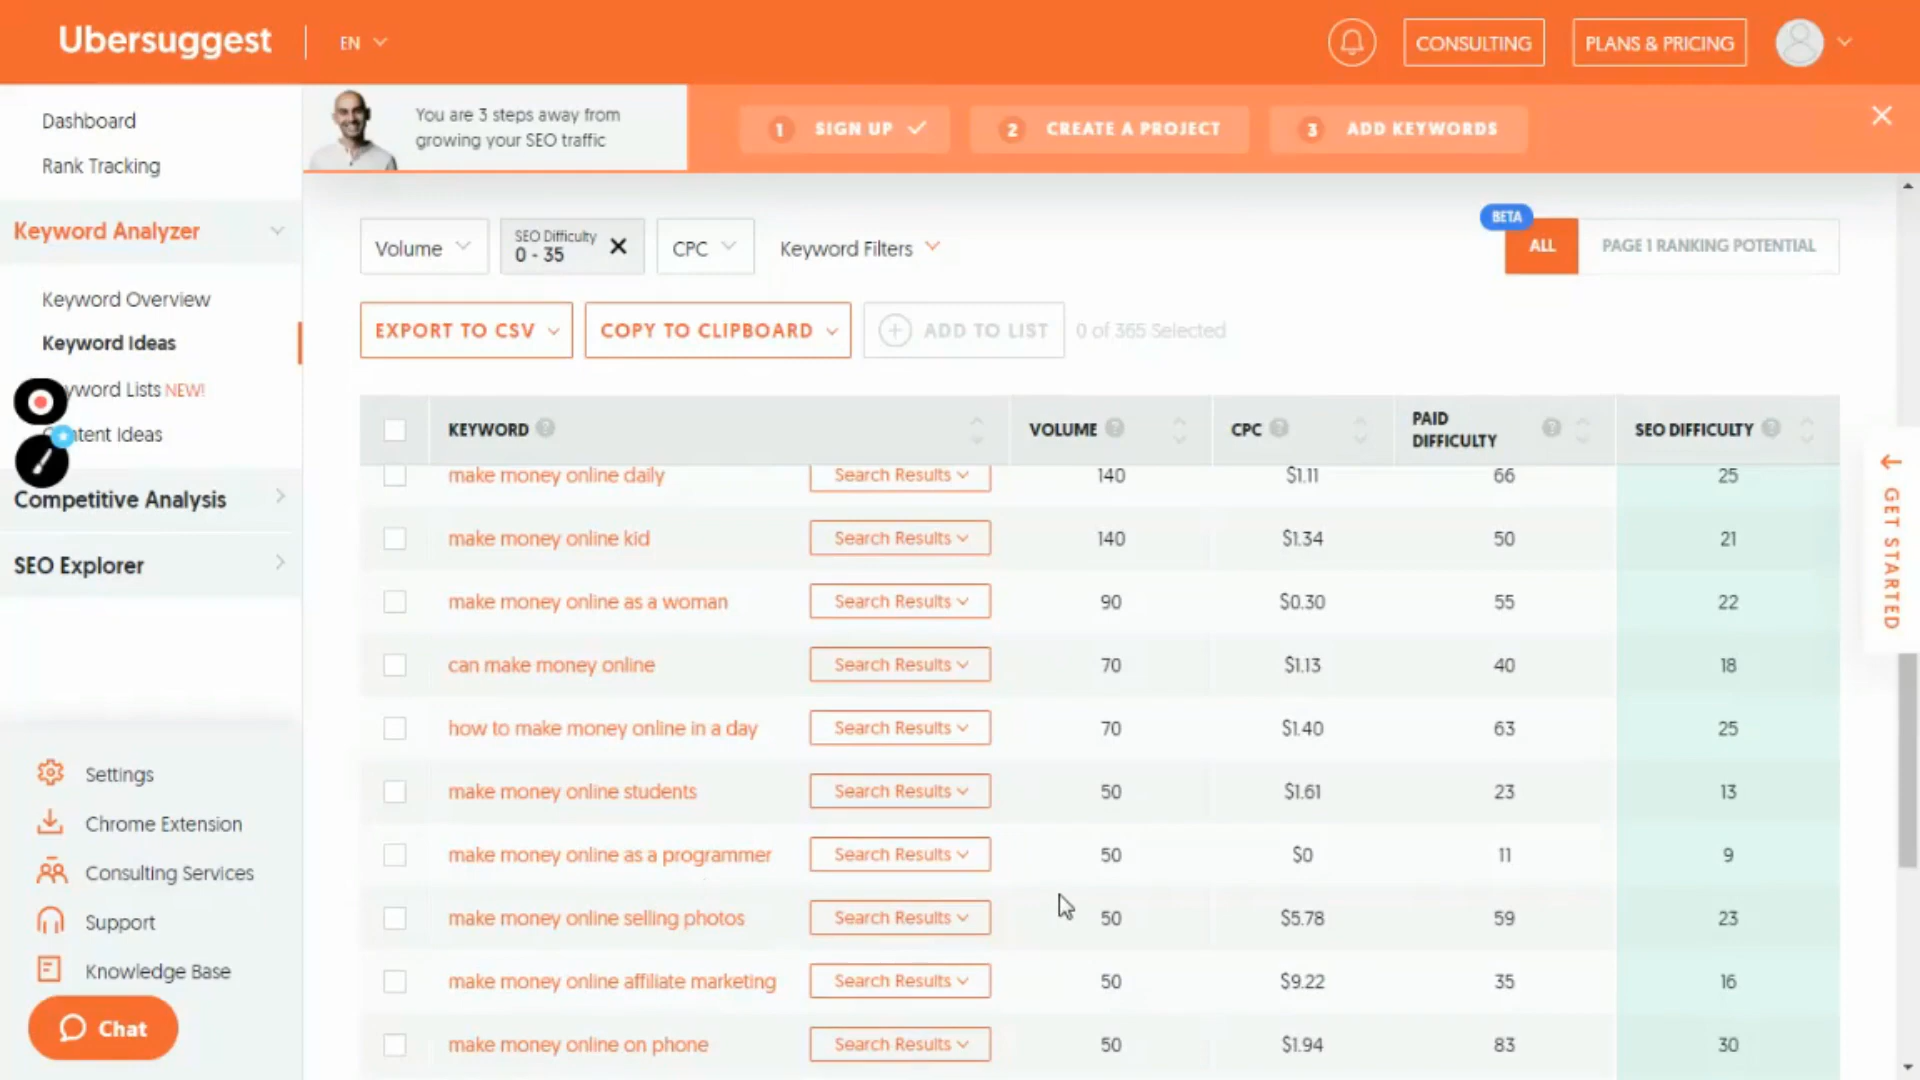 Ubersuggest
EN
CONSULTING
PLANS & PRICING
You are 3 steps away from
growing your SEO traffic
1 SIGN UP
2 CREATE A PROJECT
3 ADD KEYWORDS
Dashboard
Rank Tracking
Keyword Analyzer
Keyword Overview
Keyword Ideas
yword Lists NEW!
ntent Ideas
Competitive Analysis
SEO Explorer
Settings
Chrome Extension
Consulting Services
Support
Knowledge Base
Chat
Volume
SEO Difficulty
0 - 35
CPC
Keyword Filters
BETA
ALL
PAGE 1 RANKING POTENTIAL
EXPORT TO CSV
COPY TO CLIPBOARD
ADD TO LIST
0 of 365 Selected
KEYWORD ? VOLUME ? CPC ? PAID DIFFICULTY ? SEO DIFFICULTY ?
make money online daily Search Results 140 $1.11 66 25
make money online kid Search Results 140 $1.34 50 21
make money online as a woman Search Results 90 $0.30 55 22
can make money online Search Results 70 $1.13 40 18
how to make money online in a day Search Results 70 $1.40 63 25
make money online students Search Results 50 $1.61 23 13
make money online as a programmer Search Results 50 $0 11 9
make money online selling photos Search Results 50 $5.78 59 23
make money online affiliate marketing Search Results 50 $9.22 35 16
make money online on phone Search Results 50 $1.94 83 30
GET STARTED